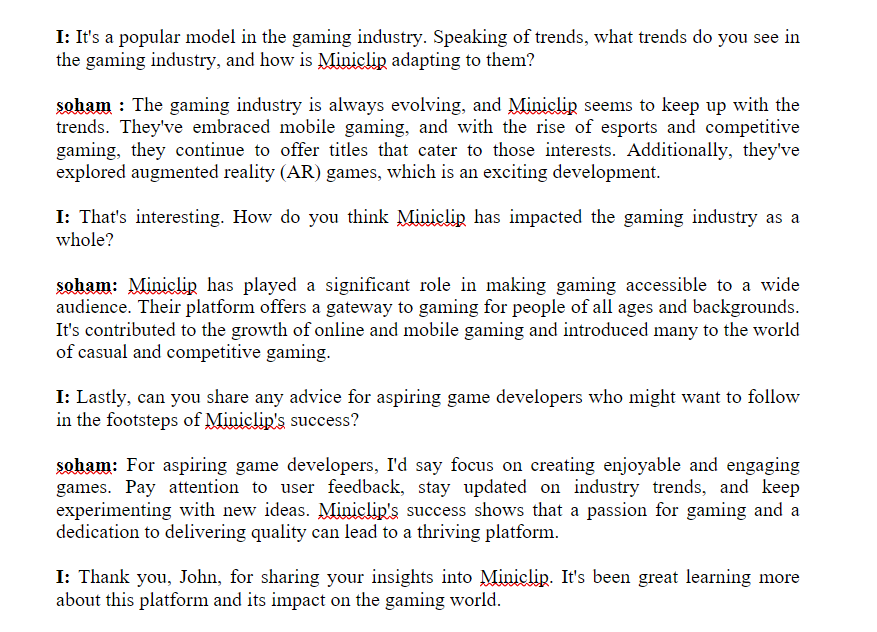 I: It's a popular model in the gaming industry. Speaking of trends, what trends do you see in
the gaming industry, and how is Miniclip adapting to them?
soham : The gaming industry is always evolving, and Miniclip seems to keep up with the
trends. They've embraced mobile gaming, and with the rise of esports and competitive
gaming, they continue to offer titles that cater to those interests. Additionally, they've
explored augmented reality (AR) games, which is an exciting development.
I: That's interesting. How do you think Miniclip has impacted the gaming industry as a
whole?
soham: Miniclip has played a significant role in making gaming accessible to a wide
audience. Their platform offers a gateway to gaming for people of all ages and backgrounds.
It's contributed to the growth of online and mobile gaming and introduced many to the world
of casual and competitive gaming.
I: Lastly, can you share any advice for aspiring game developers who might want to follow
in the footsteps of Miniclip's success?
soham: For aspiring game developers, I'd say focus on creating enjoyable and engaging
games. Pay attention to user feedback, stay updated on industry trends, and keep
experimenting with new ideas. Miniclip's success shows that a passion for gaming and a
dedication to delivering quality can lead to a thriving platform.
I: Thank you, John, for sharing your insights into Miniclip. It's been great learning more
about this platform and its impact on the gaming world.